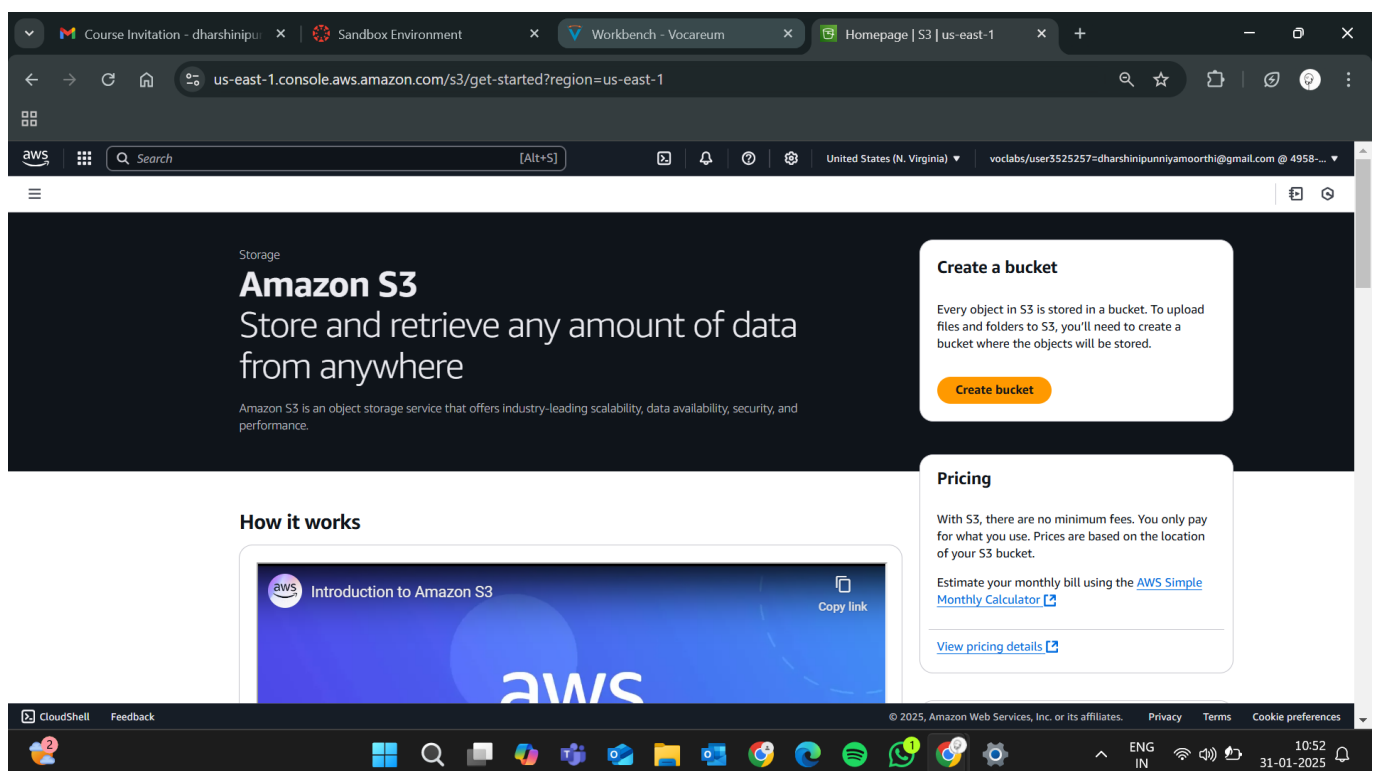 Course Invitation - dharshinipur
Sandbox Environment
Workbench - Vocareum
Homepage | S3 | us-east-1
us-east-1.console.aws.amazon.com/s3/get-started?region=us-east-1
aws
Search
[Alt+S]
United States (N. Virginia)
voclabs/user3525257=dharshinipunniyamoorthi@gmail.com @ 4958-...
Storage
Amazon S3
Store and retrieve any amount of data
from anywhere
Amazon S3 is an object storage service that offers industry-leading scalability, data availability, security, and
performance.
Create a bucket
Every object in S3 is stored in a bucket. To upload
files and folders to S3, you'll need to create a
bucket where the objects will be stored.
Create bucket
Pricing
With S3, there are no minimum fees. You only pay
for what you use. Prices are based on the location
of your S3 bucket.
Estimate your monthly bill using the AWS Simple
Monthly Calculator
View pricing details
How it works
aws
Introduction to Amazon S3
Copy link
aws
CloudShell
Feedback
© 2025, Amazon Web Services, Inc. or its affiliates.
Privacy
Terms
Cookie preferences
2
1
ENG
IN
10:52
31-01-2025